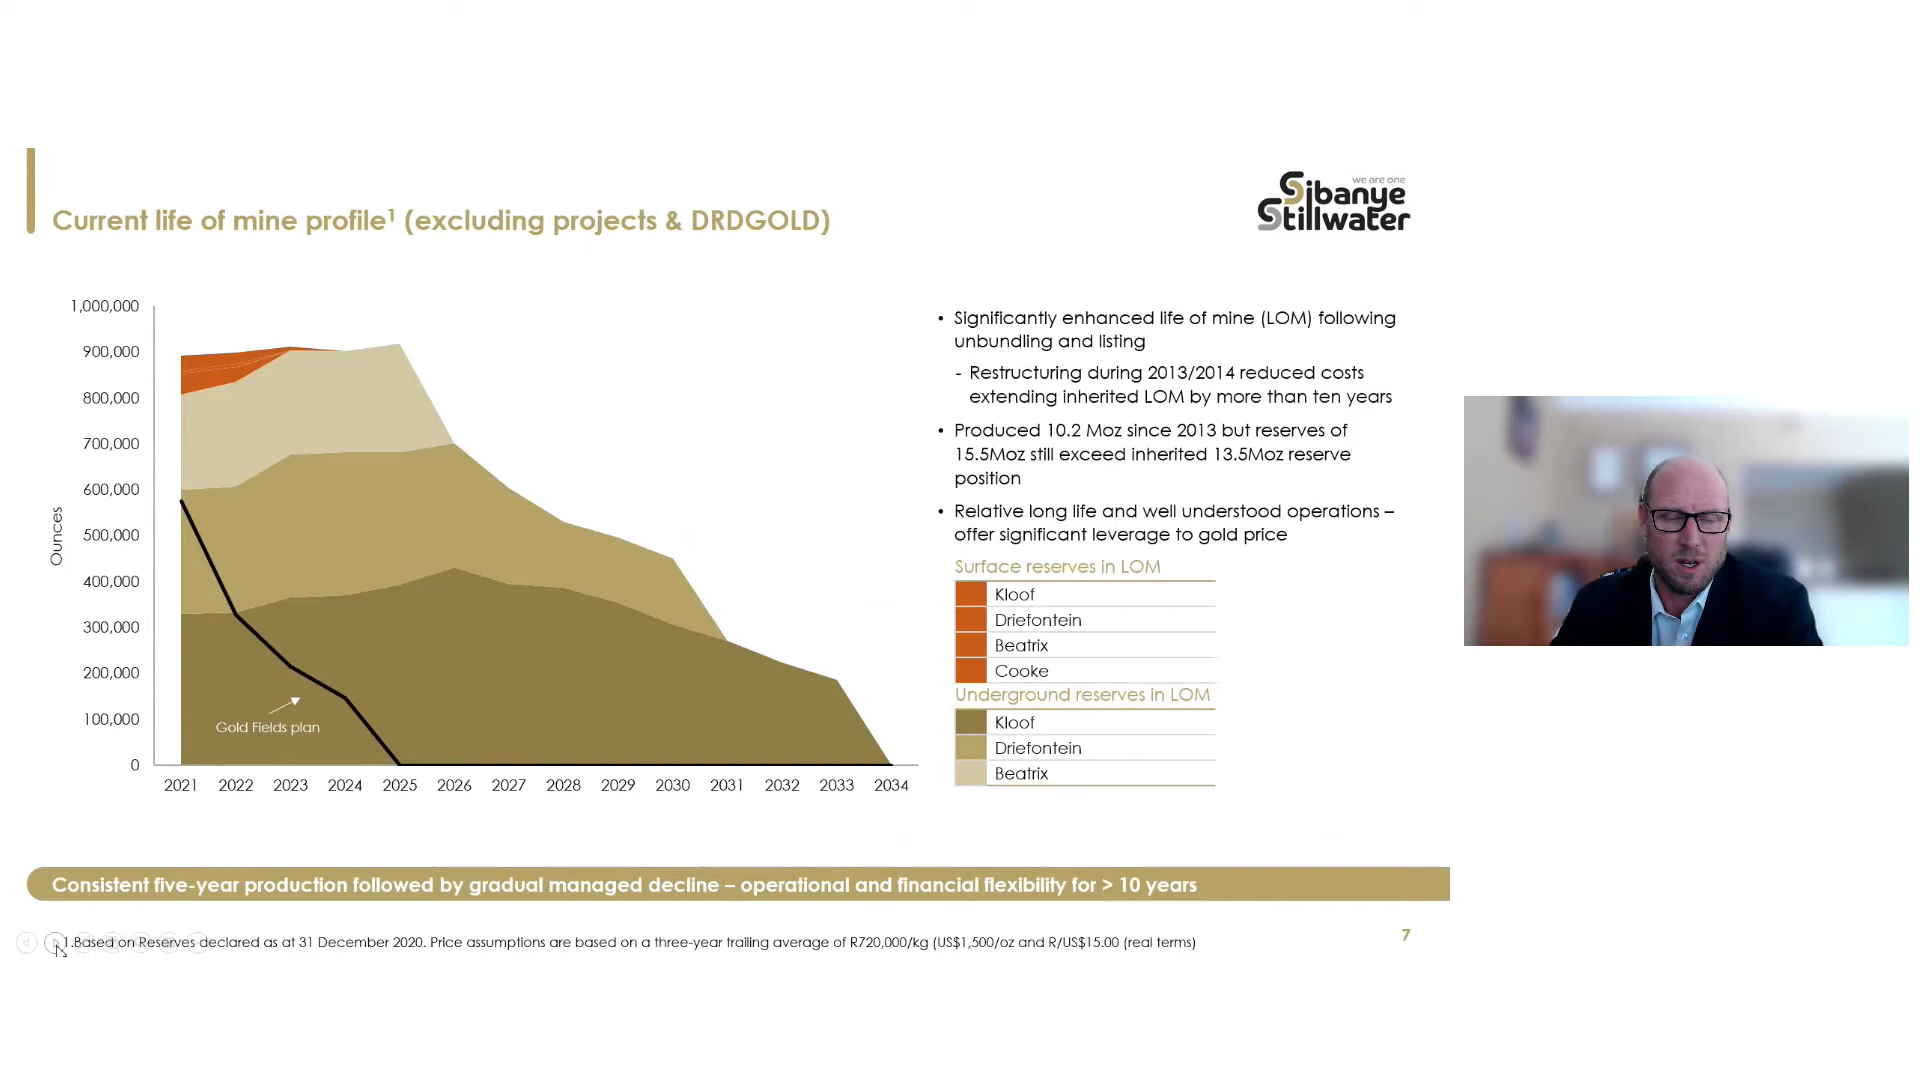 Current life of mine profile¹ (excluding projects & DRDGOLD)
we are one
Sibanye
Stillwater
1,000,000
900,000
800,000
700,000
600,000
500,000
400,000
300,000
200,000
100,000
0
Ounces
Gold Fields plan
2021 2022 2023 2024 2025 2026 2027 2028 2029 2030 2031 2032 2033 2034
• Significantly enhanced life of mine (LOM) following
unbundling and listing
- Restructuring during 2013/2014 reduced costs
extending inherited LOM by more than ten years
• Produced 10.2 Moz since 2013 but reserves of
15.5Moz still exceed inherited 13.5Moz reserve
position
• Relative long life and well understood operations –
offer significant leverage to gold price
Surface reserves in LOM
Kloof
Driefontein
Beatrix
Cooke
Underground reserves in LOM
Kloof
Driefontein
Beatrix
Consistent five-year production followed by gradual managed decline – operational and financial flexibility for > 10 years
1.Based on Reserves declared as at 31 December 2020. Price assumptions are based on a three-year trailing average of R720,000/kg (US$1,500/oz and R/US$15.00 (real terms)
7